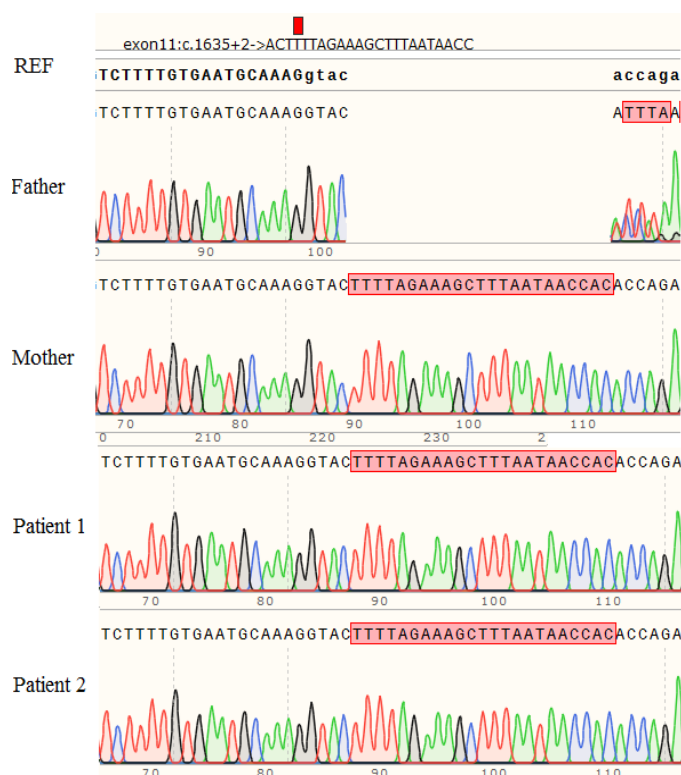 exon11:c.1635+2->ACTTTTAGAAAGCTTTAATAACC
REF TCTTTTGTGAATGCAAAGgtac accaga
TCTTTTGTGAATGCAAAGGTAC ATTTAA
Father
0 90 100
TCTTTTGTGAATGCAAAGGTACTTTTAGAAAGCTTTAATAACCACACCAGA
Mother
70 80 90 100 110
0 210 220 230 2
TCTTTTGTGAATGCAAAGGTACTTTTAGAAAGCTTTAATAACCACACCAGA
Patient 1
70 80 90 100 110
TCTTTTGTGAATGCAAAGGTACTTTTAGAAAGCTTTAATAACCACACCAGA
Patient 2
70 80 90 100 110